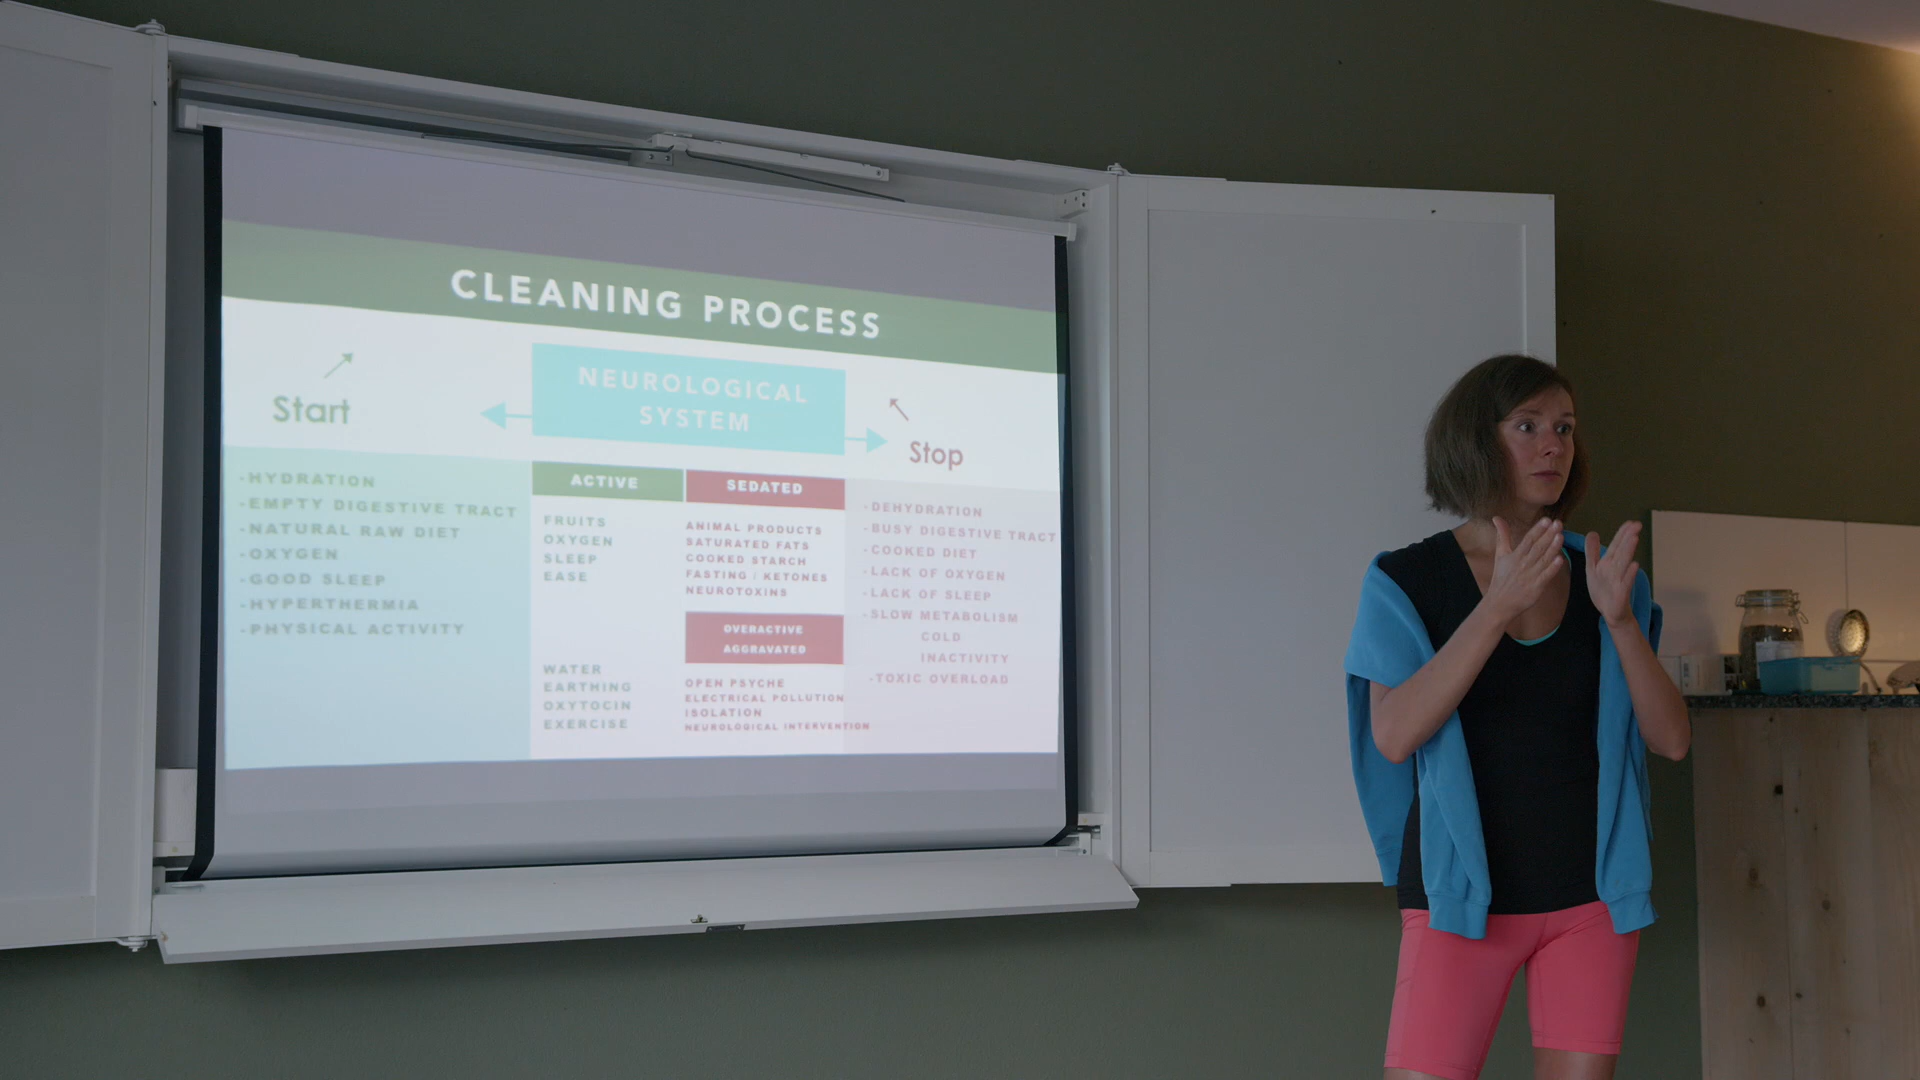 CLEANING PROCESS
NEUROLOGICAL
SYSTEM
Start
Stop
-HYDRATION
-EMPTY DIGESTIVE TRACT
-NATURAL RAW DIET
-OXYGEN
-GOOD SLEEP
-HYPERTHERMIA
-PHYSICAL ACTIVITY
ACTIVE
FRUITS
OXYGEN
SLEEP
EASE
WATER
EARTHING
OXYTOCIN
EXERCISE
SEDATED
ANIMAL PRODUCTS
SATURATED FATS
COOKED STARCH
FASTING / KETONES
NEUROTOXINS
OVERACTIVE
AGGRAVATED
OPEN PSYCHE
ELECTRICAL POLLUTION
ISOLATION
NEUROLOGICAL INTERVENTION
-DEHYDRATION
-BUSY DIGESTIVE TRACT
-COOKED DIET
-LACK OF OXYGEN
-LACK OF SLEEP
-SLOW METABOLISM
COLD
INACTIVITY
-TOXIC OVERLOAD